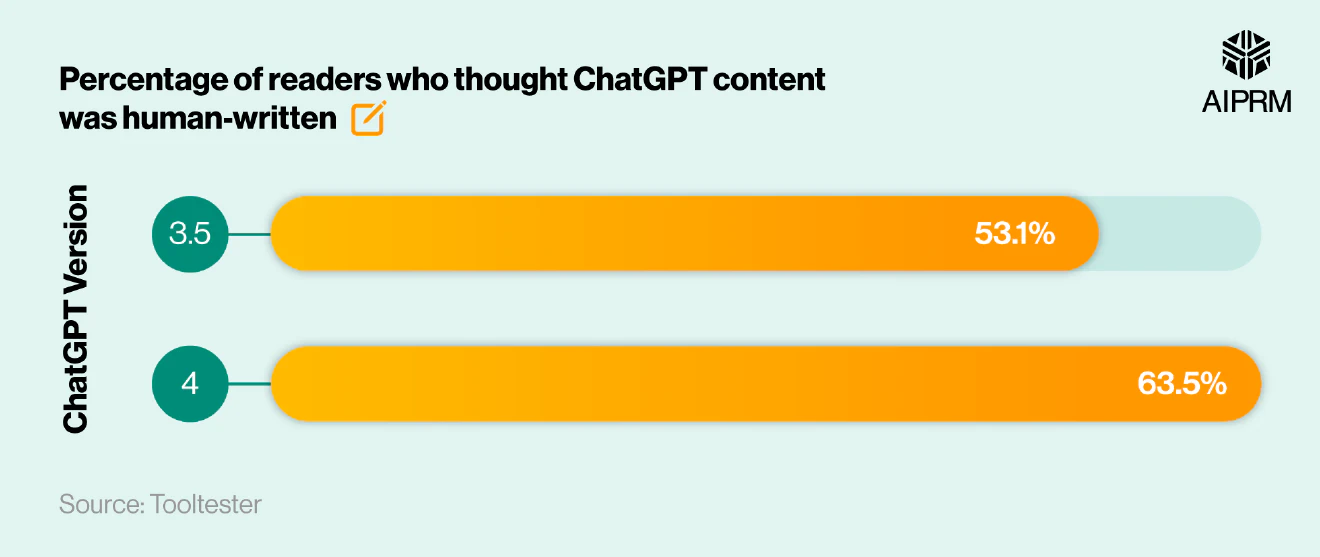 Percentage of readers who thought ChatGPT content
was human-written
AIPRM
ChatGPT Version
3.5
53.1%
4
63.5%
Source: Tooltester